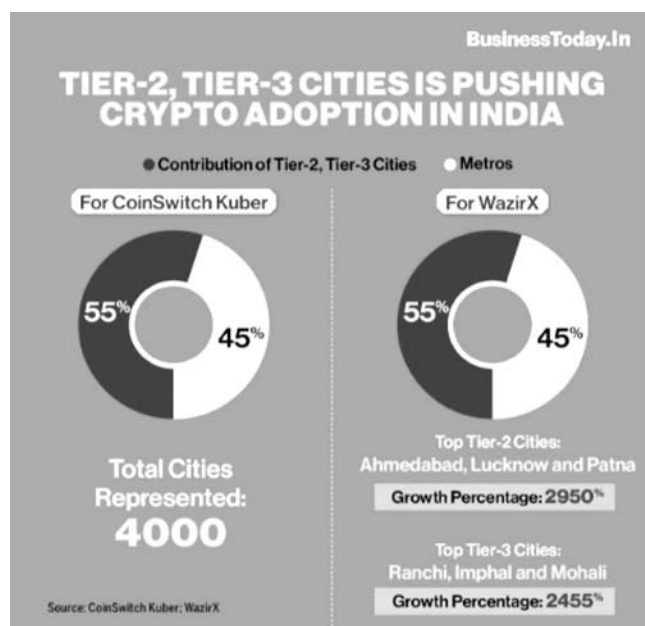 BusinessToday.In
TIER-2, TIER-3 CITIES IS PUSHING
CRYPTO ADOPTION IN INDIA
Contribution of Tier-2, Tier-3 Cities Metros
For CoinSwitch Kuber
55%
45%
Total Cities
Represented:
4000
For WazirX
55%
45%
Top Tier-2 Cities:
Ahmedabad, Lucknow and Patna
Growth Percentage: 2950%
Top Tier-3 Cities:
Ranchi, Imphal and Mohali
Growth Percentage: 2455%
Source: CoinSwitch Kuber; WazirX